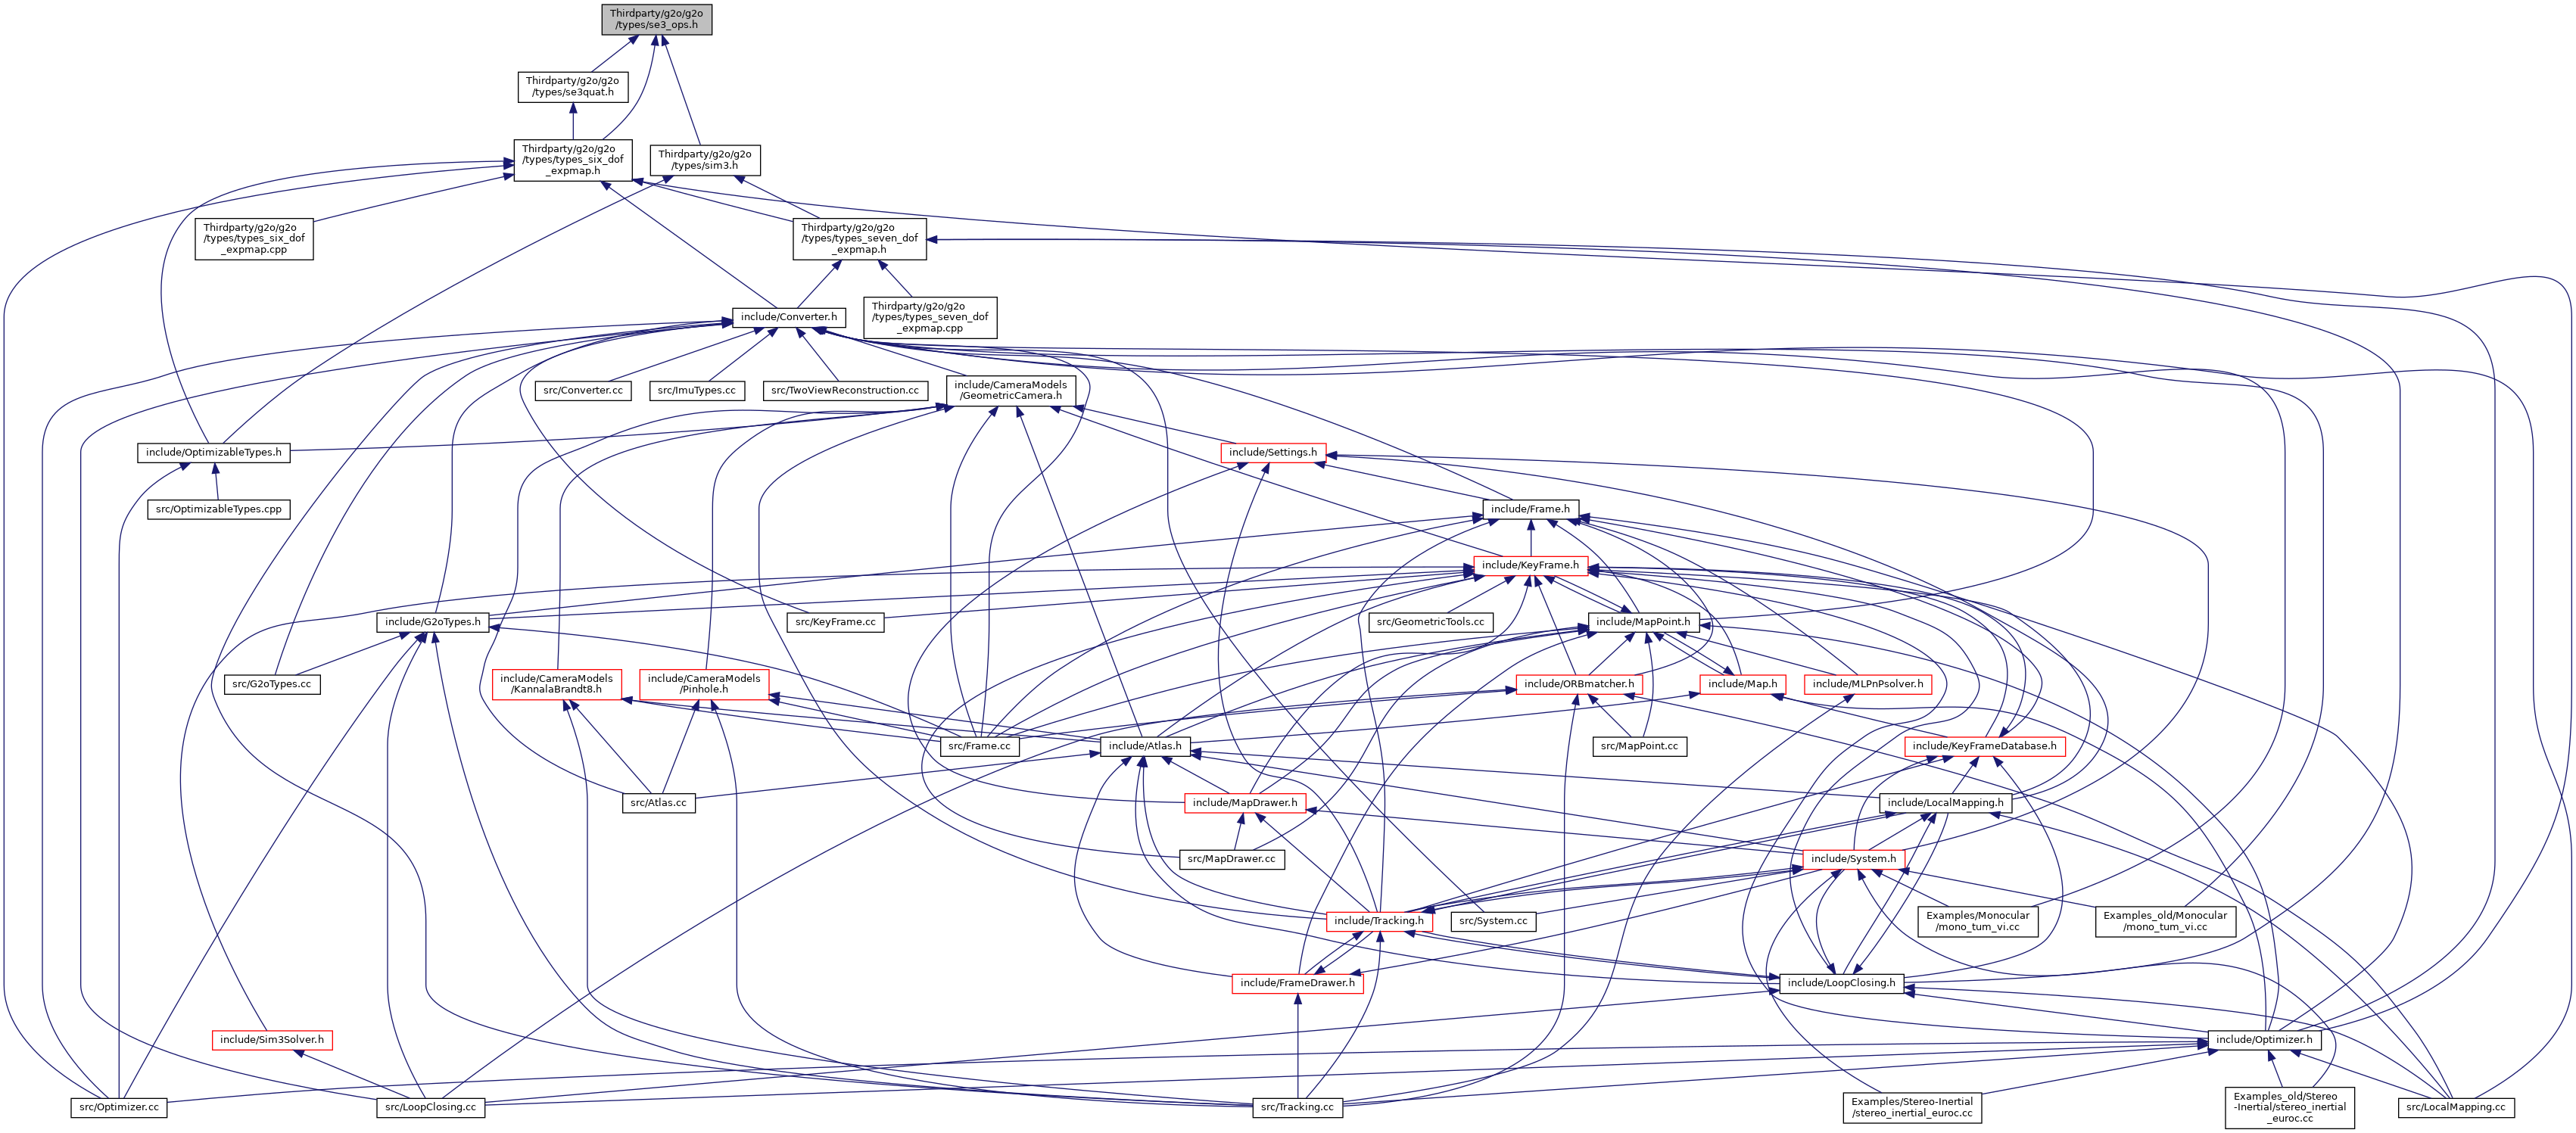 Thirdparty/g2o/g2o
/types/se3_ops.h
Thirdparty/g2o/g2o
/types/se3quat.h
Thirdparty/g2o/g2o
/types/types_six_dof
_expmap.h
Thirdparty/g2o/g2o
/types/sim3.h
Thirdparty/g2o/g2o
/types/types_six_dof
_expmap.cpp
Thirdparty/g2o/g2o
/types/types_seven_dof
_expmap.h
include/Converter.h
Thirdparty/g2o/g2o
/types/types_seven_dof
_expmap.cpp
src/Converter.cc
src/ImuTypes.cc
src/TwoViewReconstruction.cc
include/CameraModels
/GeometricCamera.h
include/OptimizableTypes.h
include/Settings.h
src/OptimizableTypes.cpp
include/Frame.h
include/KeyFrame.h
include/G2oTypes.h
src/KeyFrame.cc
src/GeometricTools.cc
include/MapPoint.h
src/G2oTypes.cc
include/CameraModels
/KannalaBrandt8.h
include/CameraModels
/Pinhole.h
include/ORBmatcher.h
include/Map.h
include/MLPnPsolver.h
src/Frame.cc
include/Atlas.h
src/MapPoint.cc
include/KeyFrameDatabase.h
src/Atlas.cc
include/MapDrawer.h
include/LocalMapping.h
src/MapDrawer.cc
include/System.h
include/Tracking.h
src/System.cc
Examples/Monocular
/mono_tum_vi.cc
Examples_old/Monocular
/mono_tum_vi.cc
include/FrameDrawer.h
include/LoopClosing.h
include/Sim3Solver.h
include/Optimizer.h
src/Optimizer.cc
src/LoopClosing.cc
src/Tracking.cc
Examples/Stereo-Inertial
/stereo_inertial_euroc.cc
Examples_old/Stereo
-Inertial/stereo_inertial
_euroc.cc
src/LocalMapping.cc